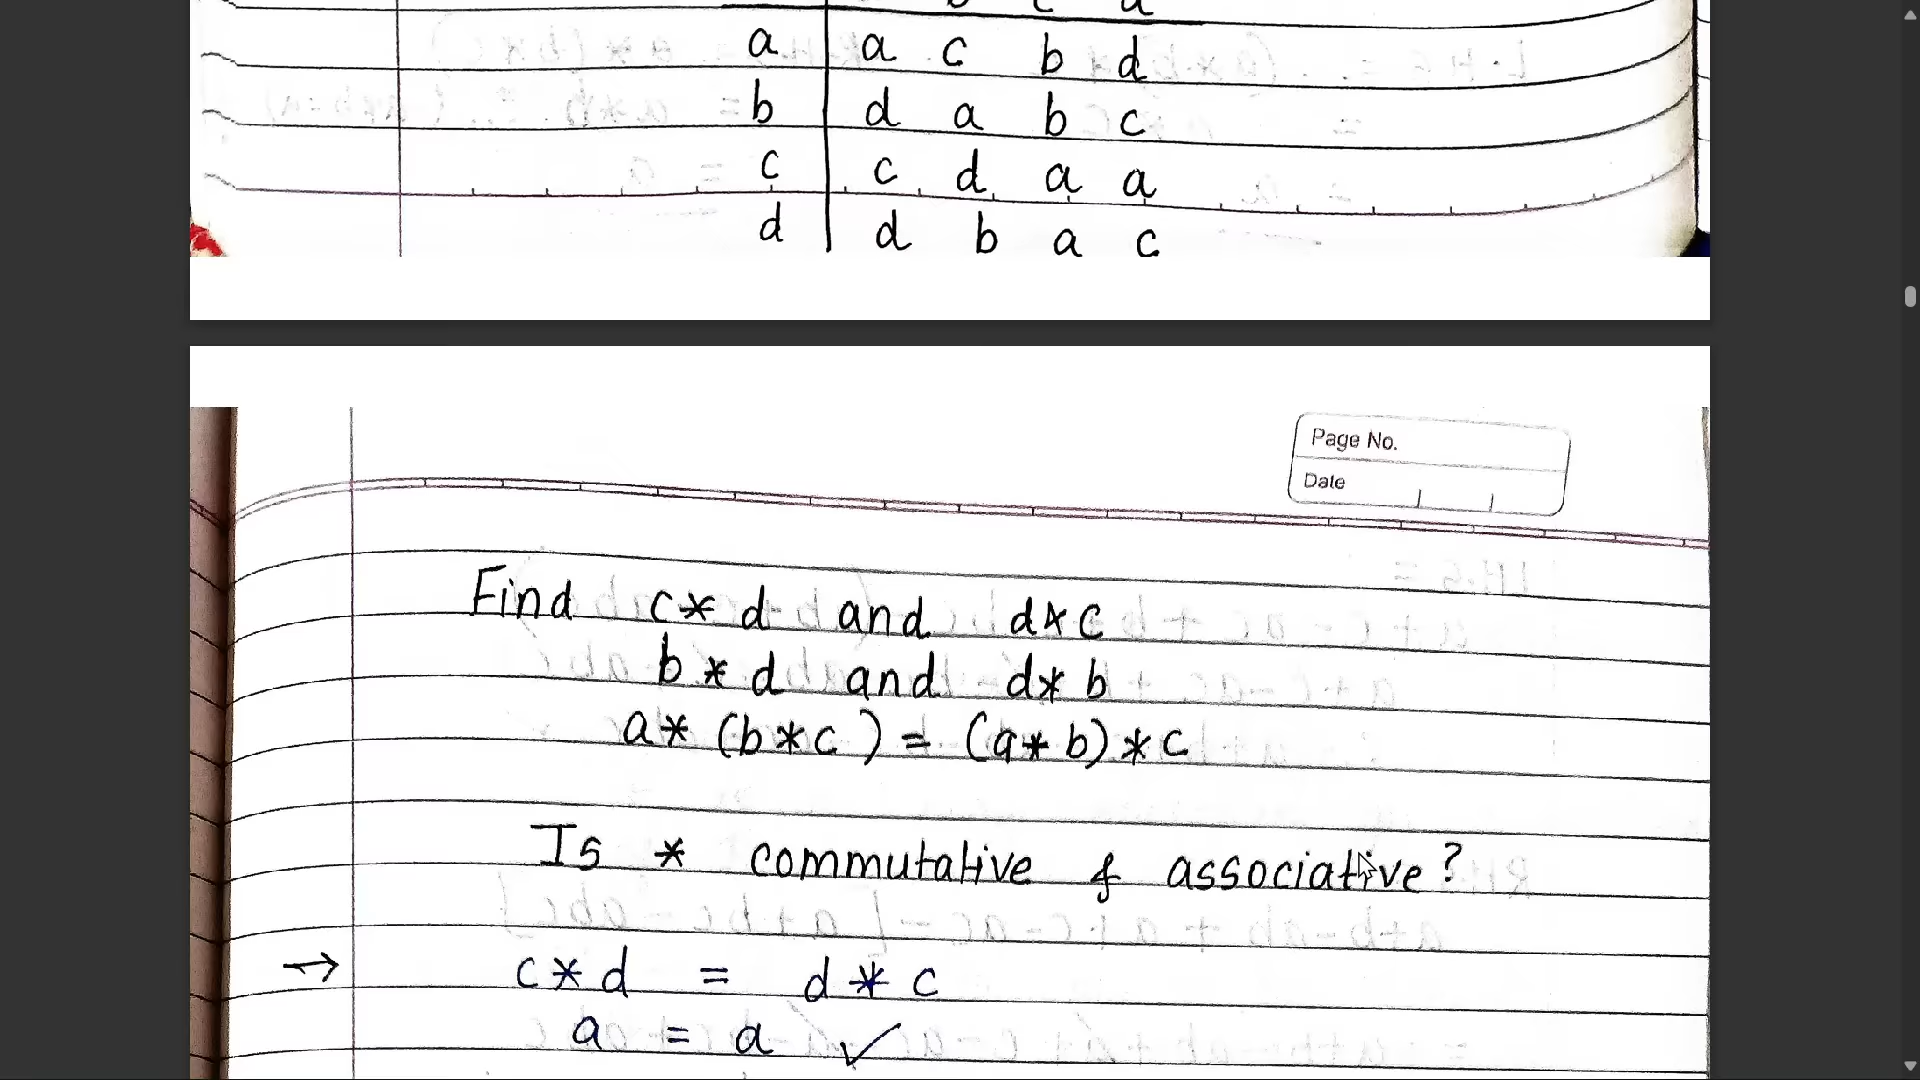 a a c b d
b d a b c
c c d a a
d d b a c
Page No.
Date
Find c * d and d * c
b * d and d * b
a * (b * c) = (a * b) * c
Is * commutative & associative?
→ c * d = d * c
a = a ✓